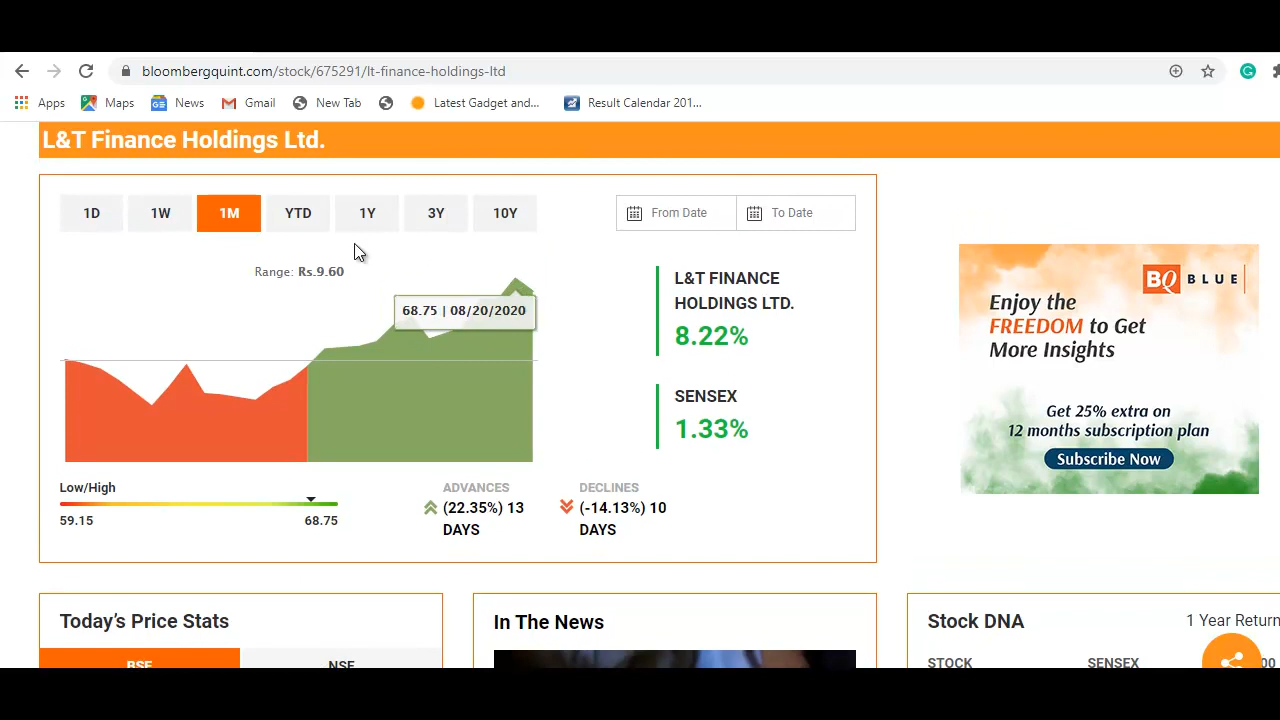 bloombergquint.com/stock/675291/lt-finance-holdings-ltd
Apps Maps News Gmail New Tab Latest Gadget and... Result Calendar 201...
L&T Finance Holdings Ltd.
1D 1W 1M YTD 1Y 3Y 10Y From Date To Date
Range: Rs.9.60
68.75 | 08/20/2020
L&T FINANCE
HOLDINGS LTD.
8.22%
SENSEX
1.33%
Low/High
59.15 68.75
ADVANCES
(22.35%) 13
DAYS
DECLINES
(-14.13%) 10
DAYS
BQ BLUE
Enjoy the
FREEDOM to Get
More Insights
Get 25% extra on
12 months subscription plan
Subscribe Now
Today's Price Stats
BSE NSE
In The News
Stock DNA 1 Year Return
STOCK SENSEX 00